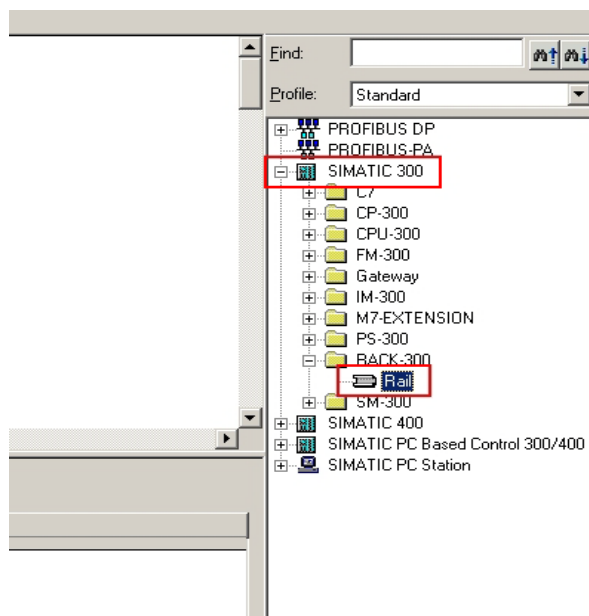 Find:
Profile: Standard
PROFIBUS DP
PROFIBUS-PA
SIMATIC 300
C7
CP-300
CPU-300
FM-300
Gateway
IM-300
M7-EXTENSION
PS-300
RACK-300
Rail
SM-300
SIMATIC 400
SIMATIC PC Based Control 300/400
SIMATIC PC Station